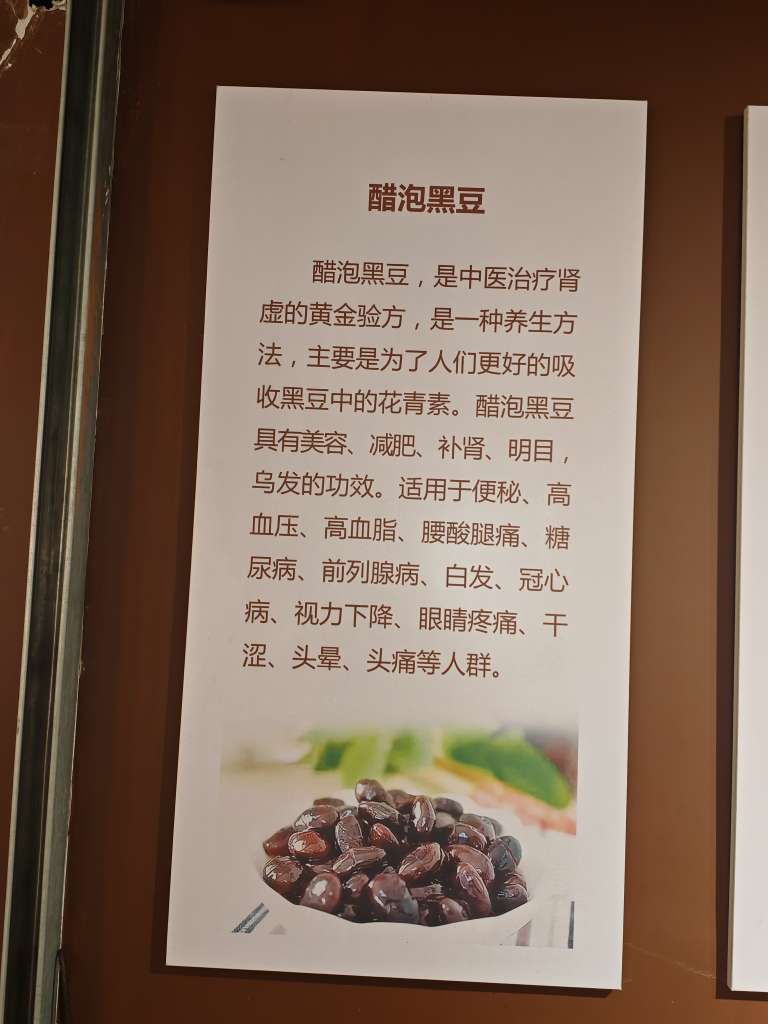 醋泡黑豆
醋泡黑豆，是中医治疗肾
虚的黄金验方，是一种养生方
法，主要是为了人们更好的吸
收黑豆中的花青素。醋泡黑豆
具有美容、减肥、补肾、明目，
乌发的功效。适用于便秘、高
血压、高血脂、腰酸腿痛、糖
尿病、前列腺病、白发、冠心
病、视力下降、眼睛疼痛、干
涩、头晕、头痛等人群。